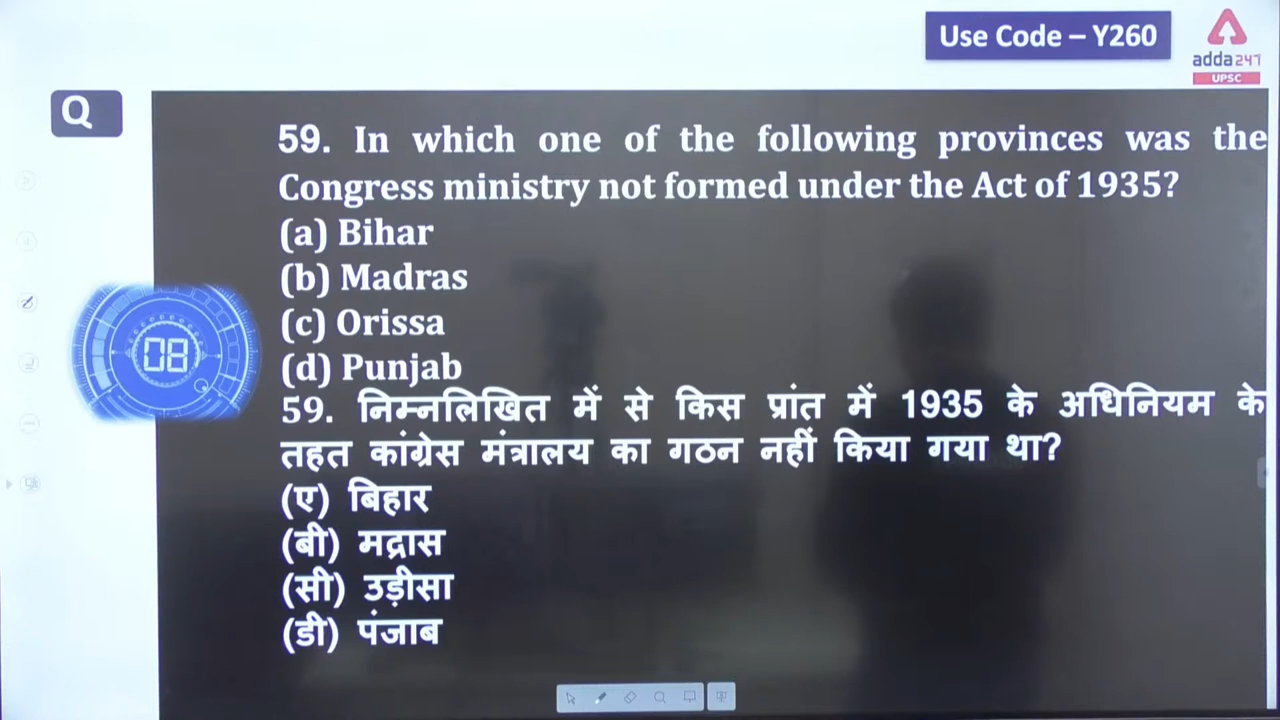 Use Code – Y260
adda247
UPSC
Q
59. In which one of the following provinces was the
Congress ministry not formed under the Act of 1935?
(a) Bihar
(b) Madras
(c) Orissa
(d) Punjab
08
59. निम्नलिखित में से किस प्रांत में 1935 के अधिनियम के
तहत कांग्रेस मंत्रालय का गठन नहीं किया गया था?
(ए) बिहार
(बी) मद्रास
(सी) उड़ीसा
(डी) पंजाब